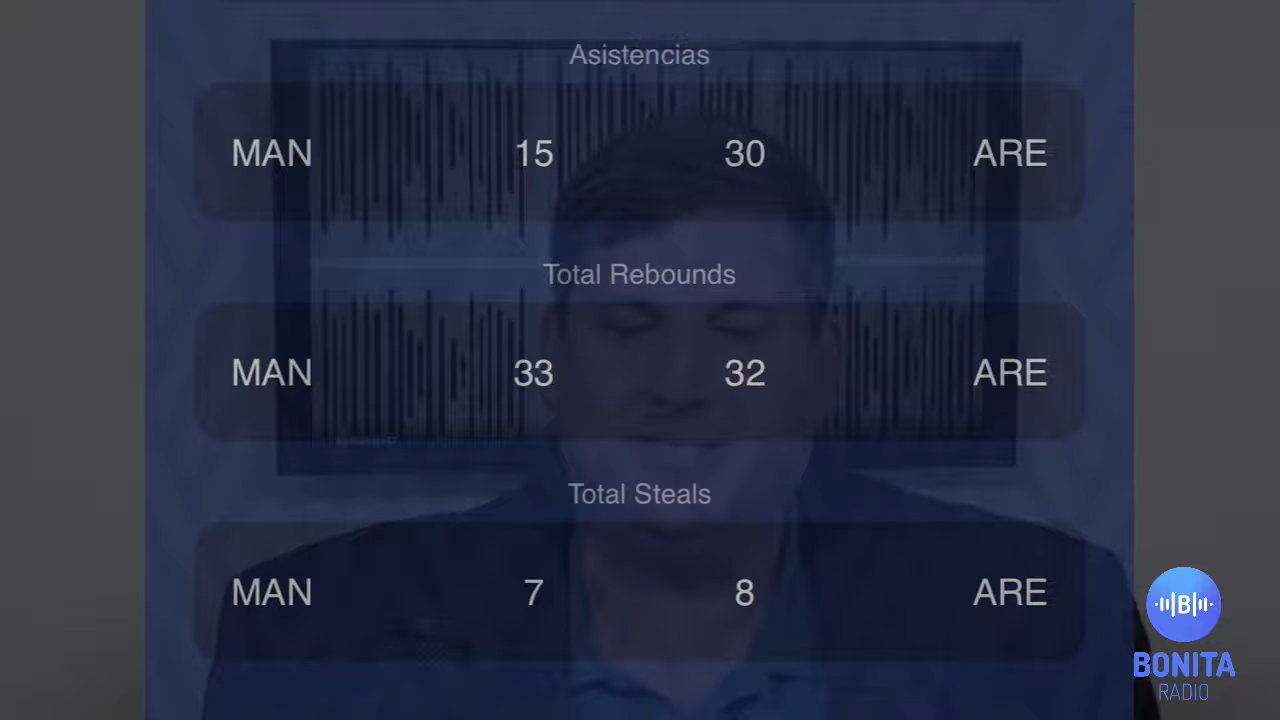 Asistencias
MAN 15 30 ARE
Total Rebounds
MAN 33 32 ARE
Total Steals
MAN 7 8 ARE
B
BONITA
RADIO